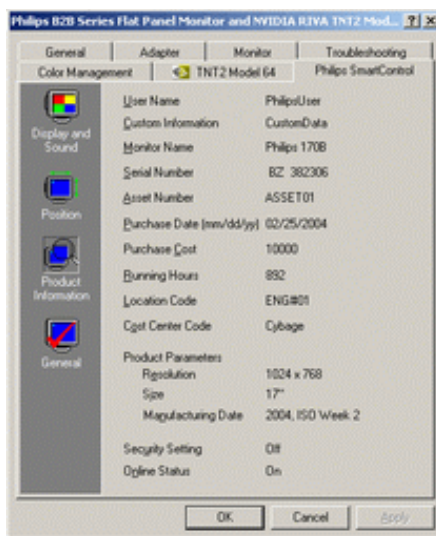 Philips B2B Series Flat Panel Monitor and NVIDIA RIVA TNT2 Mod...
General Adapter Monitor Troubleshooting
Color Management TNT2 Model 64 Philips SmartControl
Display and Sound
Position
Product Information
General
User Name PhilipsUser
Custom Information CustomData
Monitor Name Philips 170B
Serial Number BZ 382306
Asset Number ASSET01
Purchase Date (mm/dd/yy) 02/25/2004
Purchase Cost 10000
Running Hours 892
Location Code ENG#01
Cost Center Code Cybage
Product Parameters
Resolution 1024 x 768
Size 17"
Manufacturing Date 2004, ISO Week 2
Security Setting Off
Online Status On
OK Cancel Apply